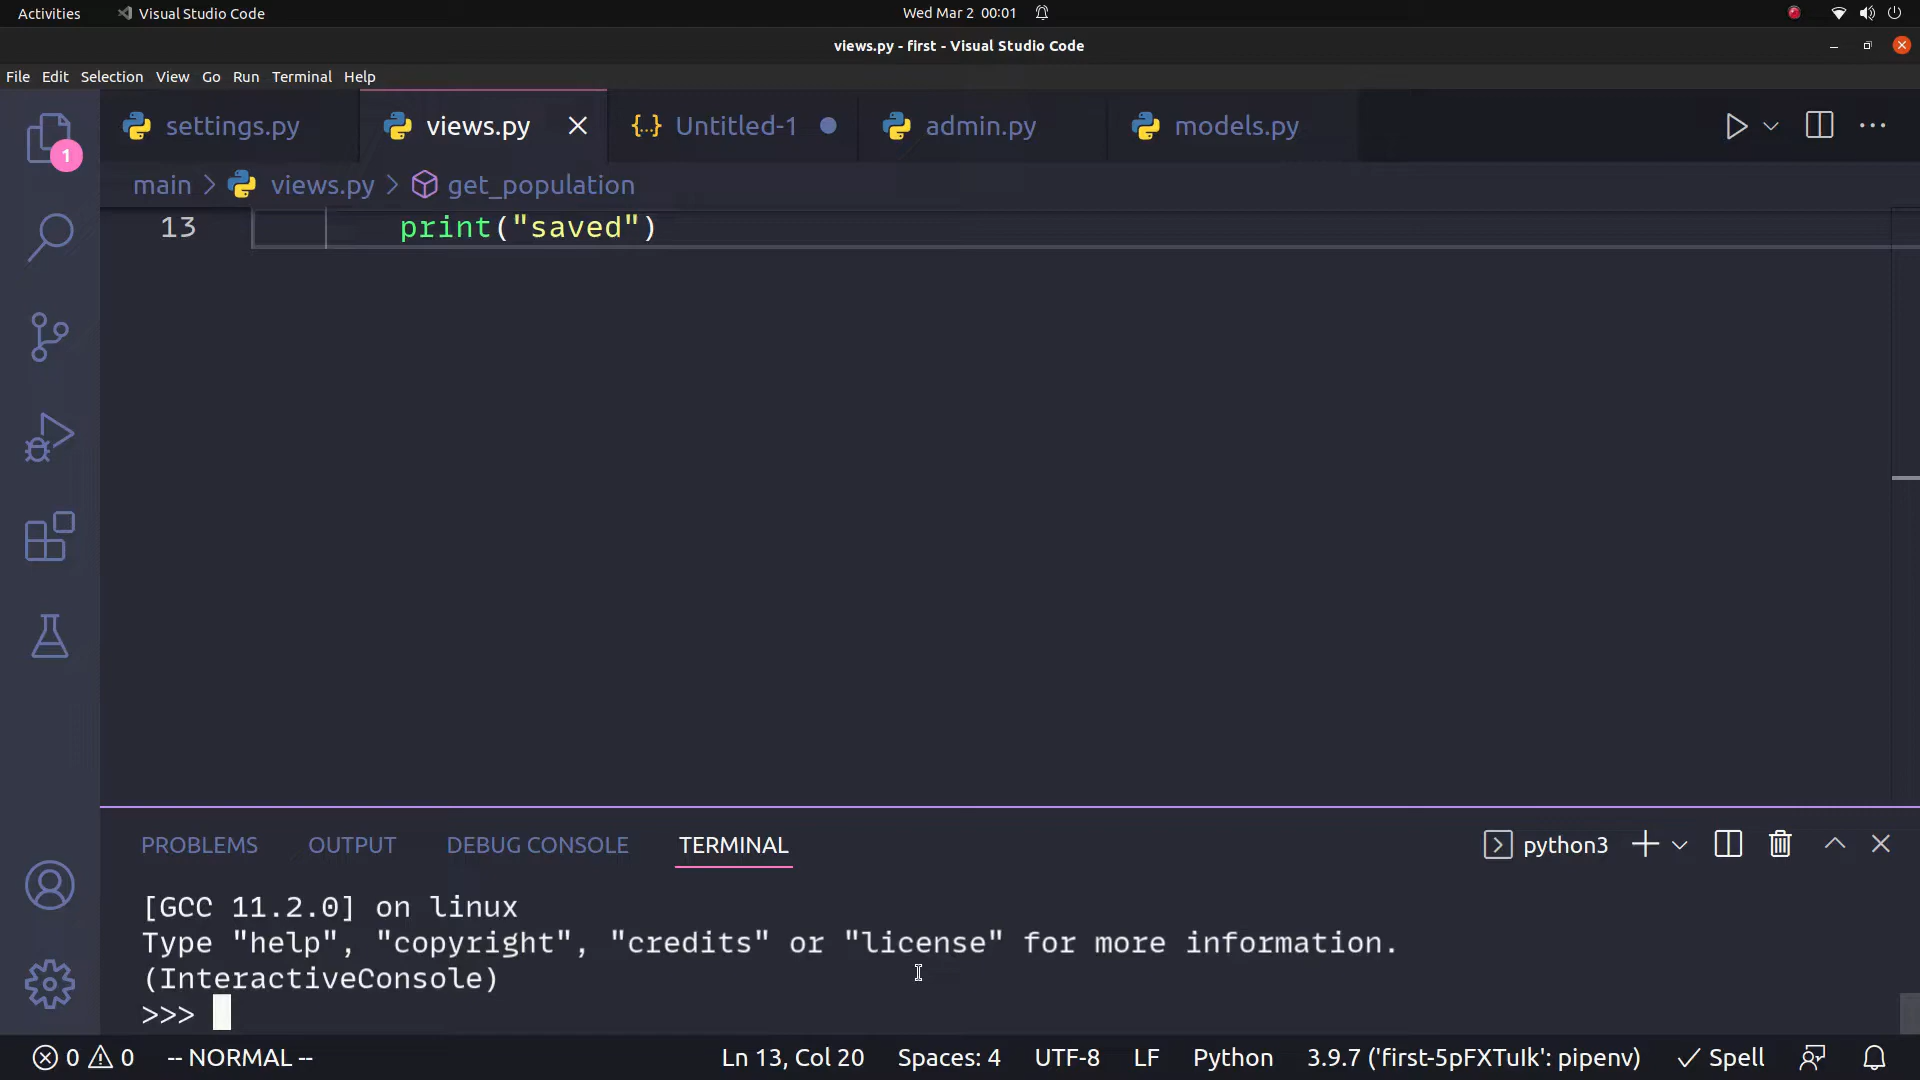 Activities Visual Studio Code Wed Mar 2 00:01
views.py - first - Visual Studio Code
File Edit Selection View Go Run Terminal Help
settings.py views.py Untitled-1 admin.py models.py
1
main > views.py > get_population
13 print("saved")
PROBLEMS OUTPUT DEBUG CONSOLE TERMINAL python3
[GCC 11.2.0] on linux
Type "help", "copyright", "credits" or "license" for more information.
(InteractiveConsole)
>>>
0 0 -- NORMAL -- Ln 13, Col 20 Spaces: 4 UTF-8 LF Python 3.9.7 ('first-5pFXTuIk': pipenv) Spell